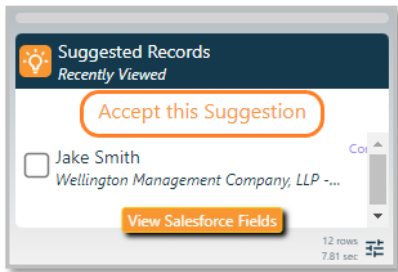 Suggested Records
Recently Viewed
Accept this Suggestion
Jake Smith
Wellington Management Company, LLP -...
View Salesforce Fields
12 rows
7.81 sec